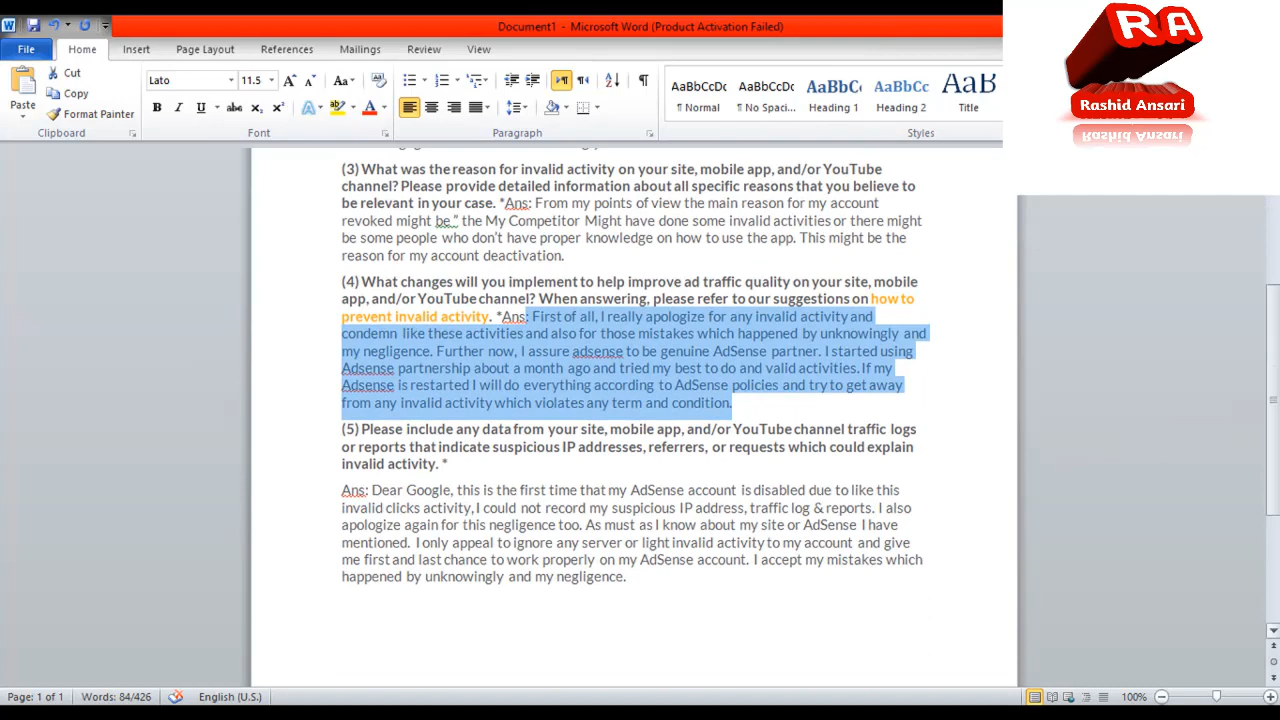 Document1 - Microsoft Word (Product Activation Failed)
File Home Insert Page Layout References Mailings Review View
Cut
Copy
Format Painter
Paste
Clipboard
Lato 11.5
Font
Paragraph
AaBbCcDc AaBbCcDc AaBbC AaBbCc AaB
¶ Normal ¶ No Spaci... Heading 1 Heading 2 Title
Styles
RA
Rashid Ansari
(3) What was the reason for invalid activity on your site, mobile app, and/or YouTube
channel? Please provide detailed information about all specific reasons that you believe to
be relevant in your case. *Ans: From my points of view the main reason for my account
revoked might be " the My Competitor Might have done some invalid activities or there might
be some people who don't have proper knowledge on how to use the app. This might be the
reason for my account deactivation.
(4) What changes will you implement to help improve ad traffic quality on your site, mobile
app, and/or YouTube channel? When answering, please refer to our suggestions on how to
prevent invalid activity. *Ans: First of all, I really apologize for any invalid activity and
condemn like these activities and also for those mistakes which happened by unknowingly and
my negligence. Further now, I assure adsense to be genuine AdSense partner. I started using
Adsense partnership about a month ago and tried my best to do and valid activities. If my
Adsense is restarted I will do everything according to AdSense policies and try to get away
from any invalid activity which violates any term and condition.
(5) Please include any data from your site, mobile app, and/or YouTube channel traffic logs
or reports that indicate suspicious IP addresses, referrers, or requests which could explain
invalid activity. *
Ans: Dear Google, this is the first time that my AdSense account is disabled due to like this
invalid clicks activity, I could not record my suspicious IP address, traffic log & reports. I also
apologize again for this negligence too. As must as I know about my site or AdSense I have
mentioned. I only appeal to ignore any server or light invalid activity to my account and give
me first and last chance to work properly on my AdSense account. I accept my mistakes which
happened by unknowingly and my negligence.
Page: 1 of 1 Words: 84/426 English (U.S.) 100%